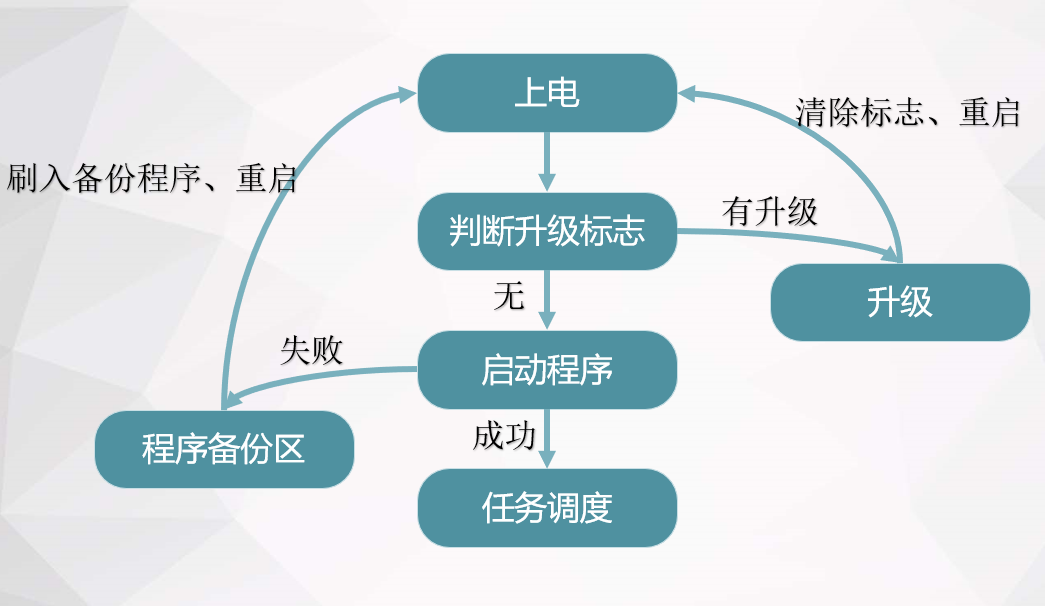 上电
清除标志、重启
刷入备份程序、重启
判断升级标志
有升级
无
升级
失败
启动程序
成功
程序备份区
任务调度